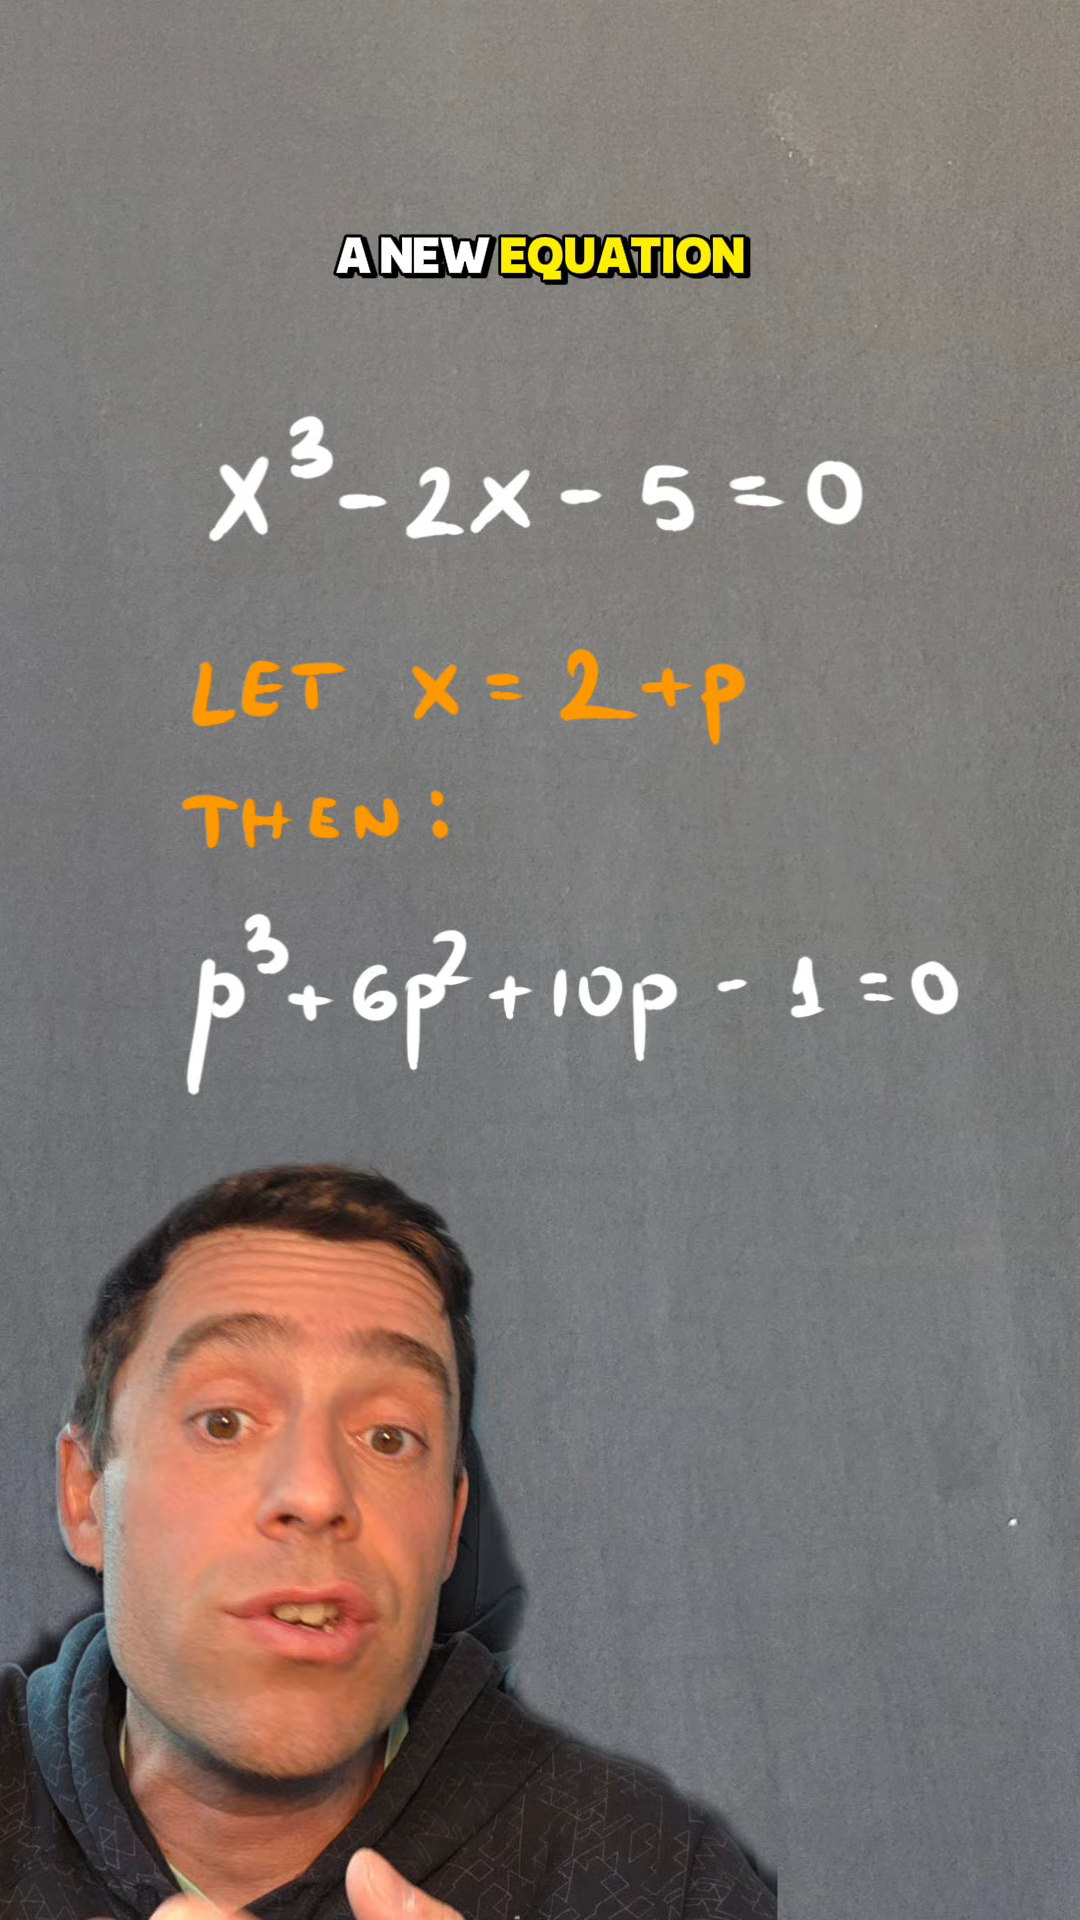 A NEW EQUATION
x³ - 2x - 5 = 0
LET x = 2 + p
THEN:
p³ + 6p² + 10p - 1 = 0